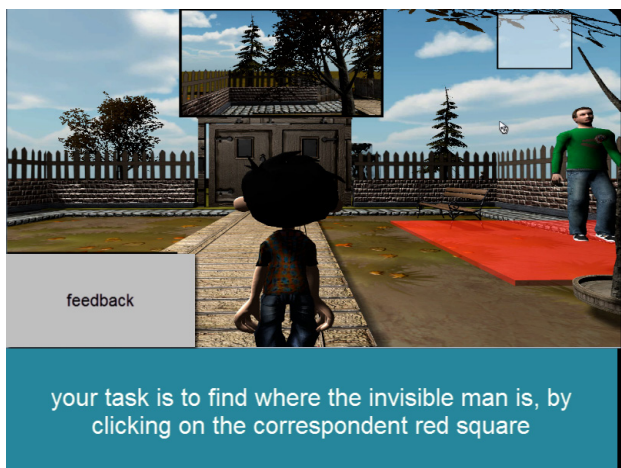 feedback
your task is to find where the invisible man is, by
clicking on the correspondent red square